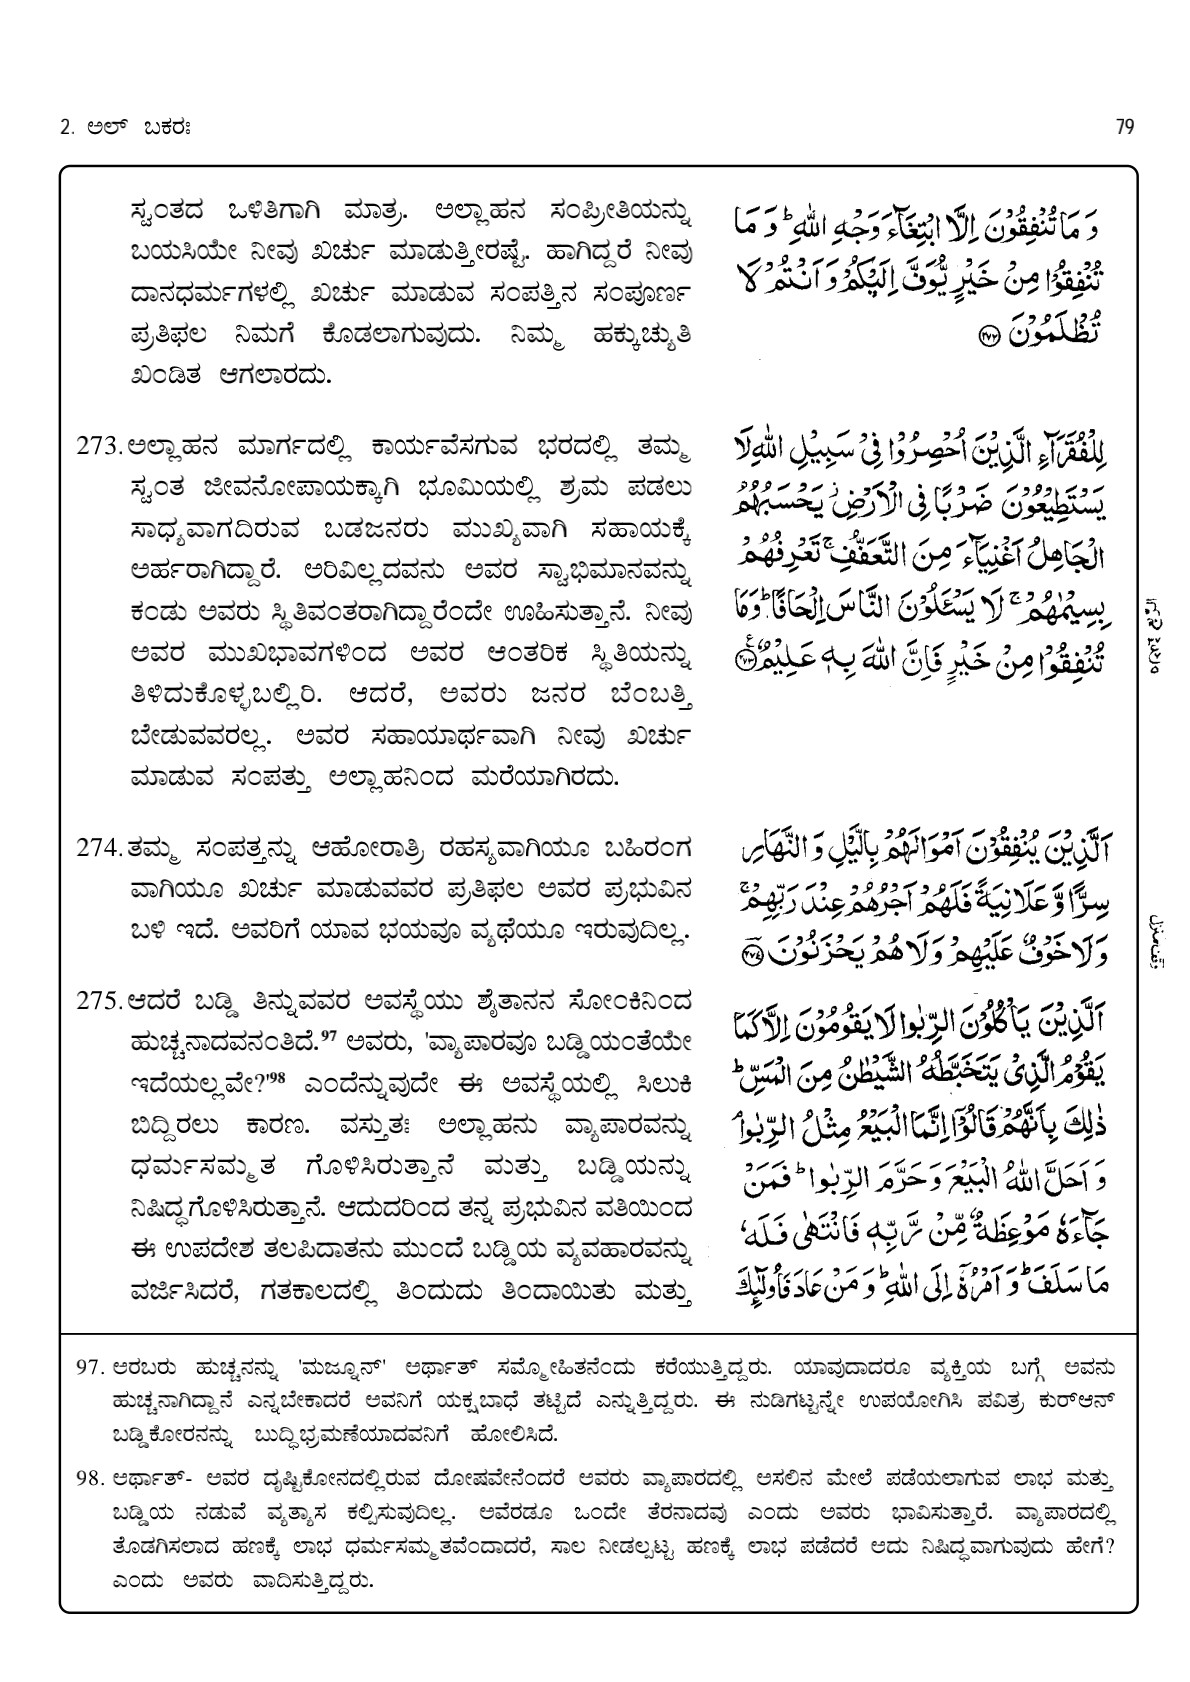 2. ಅಲ್ ಬಕರಃ
79
ಸ್ವಂತದ ಒಳಿತಿಗಾಗಿ ಮಾತ್ರ. ಅಲ್ಲಾಹನ ಸಂಪ್ರೀತಿಯನ್ನು
ಬಯಸಿಯೇ ನೀವು ಖರ್ಚು ಮಾಡುತ್ತೀರಷ್ಟೆ. ಹಾಗಿದ್ದರೆ ನೀವು
ದಾನಧರ್ಮಗಳಲ್ಲಿ ಖರ್ಚು ಮಾಡುವ ಸಂಪತ್ತಿನ ಸಂಪೂರ್ಣ
ಪ್ರತಿಫಲ ನಿಮಗೆ ಕೊಡಲಾಗುವುದು. ನಿಮ್ಮ ಹಕ್ಕುಚ್ಯುತಿ
ಖಂಡಿತ ಆಗಲಾರದು.
وَ مَا تُنْفِقُوْنَ اِلَّا ابْتِغَآءَ وَجْهِ اللّٰهِ ؕ وَ مَا
تُنْفِقُوْا مِنْ خَيْرٍ يُّوَفَّ اِلَيْكُمْ وَ اَنْتُمْ لَا
تُظْلَمُوْنَ ﴿۲۷۲﴾
273. ಅಲ್ಲಾಹನ ಮಾರ್ಗದಲ್ಲಿ ಕಾರ್ಯವೆಸಗುವ ಭರದಲ್ಲಿ ತಮ್ಮ
ಸ್ವಂತ ಜೀವನೋಪಾಯಕ್ಕಾಗಿ ಭೂಮಿಯಲ್ಲಿ ಶ್ರಮ ಪಡಲು
ಸಾಧ್ಯವಾಗದಿರುವ ಬಡಜನರು ಮುಖ್ಯವಾಗಿ ಸಹಾಯಕ್ಕೆ
ಅರ್ಹರಾಗಿದ್ದಾರೆ. ಅರಿವಿಲ್ಲದವನು ಅವರ ಸ್ವಾಭಿಮಾನವನ್ನು
ಕಂಡು ಅವರು ಸ್ಥಿತಿವಂತರಾಗಿದ್ದಾರೆಂದೇ ಊಹಿಸುತ್ತಾನೆ. ನೀವು
ಅವರ ಮುಖಭಾವಗಳಿಂದ ಅವರ ಆಂತರಿಕ ಸ್ಥಿತಿಯನ್ನು
ತಿಳಿದುಕೊಳ್ಳಬಲ್ಲಿರಿ. ಆದರೆ, ಅವರು ಜನರ ಬೆಂಬತ್ತಿ
ಬೇಡುವವರಲ್ಲ. ಅವರ ಸಹಾಯಾರ್ಥವಾಗಿ ನೀವು ಖರ್ಚು
ಮಾಡುವ ಸಂಪತ್ತು ಅಲ್ಲಾಹನಿಂದ ಮರೆಯಾಗಿರದು.
لِلْفُقَرَآءِ الَّذِيْنَ اُحْصِرُوْا فِيْ سَبِيْلِ اللّٰهِ لَا
يَسْتَطِيْعُوْنَ ضَرْبًا فِي الْاَرْضِ ۫ يَحْسَبُهُمُ
الْجَاهِلُ اَغْنِيَآءَ مِنَ التَّعَفُّفِ ۚ تَعْرِفُهُمْ
بِسِيْمٰهُمْ ۚ لَا يَسْـَٔلُوْنَ النَّاسَ اِلْحَافًا ؕ وَمَا
تُنْفِقُوْا مِنْ خَيْرٍ فَاِنَّ اللّٰهَ بِهٖ عَلِيْمٌ ﴿۲۷۳﴾
274. ತಮ್ಮ ಸಂಪತ್ತನ್ನು ಆಹೋರಾತ್ರಿ ರಹಸ್ಯವಾಗಿಯೂ ಬಹಿರಂಗ
ವಾಗಿಯೂ ಖರ್ಚು ಮಾಡುವವರ ಪ್ರತಿಫಲ ಅವರ ಪ್ರಭುವಿನ
ಬಳಿ ಇದೆ. ಅವರಿಗೆ ಯಾವ ಭಯವೂ ವ್ಯಥೆಯೂ ಇರುವುದಿಲ್ಲ.
اَلَّذِيْنَ يُنْفِقُوْنَ اَمْوَالَهُمْ بِالَّيْلِ وَ النَّهَارِ
سِرًّا وَّ عَلَانِيَةً فَلَهُمْ اَجْرُهُمْ عِنْدَ رَبِّهِمْ ۚ
وَ لَا خَوْفٌ عَلَيْهِمْ وَ لَا هُمْ يَحْزَنُوْنَ ﴿۲۷۴﴾
275. ಆದರೆ ಬಡ್ಡಿ ತಿನ್ನುವವರ ಅವಸ್ಥೆಯು ಶೈತಾನನ ಸೋಂಕಿನಿಂದ
ಹುಚ್ಚನಾದವನಂತಿದೆ.97 ಅವರು, 'ವ್ಯಾಪಾರವೂ ಬಡ್ಡಿಯಂತೆಯೇ
ಇದೆಯಲ್ಲವೇ?'98 ಎಂದೆನ್ನುವುದೇ ಈ ಅವಸ್ಥೆಯಲ್ಲಿ ಸಿಲುಕಿ
ಬಿದ್ದಿರಲು ಕಾರಣ. ವಸ್ತುತಃ ಅಲ್ಲಾಹನು ವ್ಯಾಪಾರವನ್ನು
ಧರ್ಮಸಮ್ಮತ ಗೊಳಿಸಿರುತ್ತಾನೆ ಮತ್ತು ಬಡ್ಡಿಯನ್ನು
ನಿಷಿದ್ಧಗೊಳಿಸಿರುತ್ತಾನೆ. ಆದುದರಿಂದ ತನ್ನ ಪ್ರಭುವಿನ ವತಿಯಿಂದ
ಈ ಉಪದೇಶ ತಲಪಿದಾತನು ಮುಂದೆ ಬಡ್ಡಿಯ ವ್ಯವಹಾರವನ್ನು
ವರ್ಜಿಸಿದರೆ, ಗತಕಾಲದಲ್ಲಿ ತಿಂದುದು ತಿಂದಾಯಿತು ಮತ್ತು
اَلَّذِيْنَ يَاْكُلُوْنَ الرِّبٰوا لَا يَقُوْمُوْنَ اِلَّا كَمَا
يَقُوْمُ الَّذِيْ يَتَخَبَّطُهُ الشَّيْطٰنُ مِنَ الْمَسِّ ؕ
ذٰلِكَ بِاَنَّهُمْ قَالُوْٓا اِنَّمَا الْبَيْعُ مِثْلُ الرِّبٰوا ۘ
وَ اَحَلَّ اللّٰهُ الْبَيْعَ وَ حَرَّمَ الرِّبٰوا ؕ فَمَنْ
جَآءَهٗ مَوْعِظَةٌ مِّنْ رَّبِّهٖ فَانْتَهٰى فَلَهٗ
مَا سَلَفَ ؕ وَ اَمْرُهٗۤ اِلَى اللّٰهِ ؕ وَ مَنْ عَادَ فَاُولٰٓئِكَ
وقف منزل
97. ಅರಬರು ಹುಚ್ಚನನ್ನು 'ಮಜ್ನೂನ್' ಅರ್ಥಾತ್ ಸಮ್ಮೋಹಿತನೆಂದು ಕರೆಯುತ್ತಿದ್ದರು. ಯಾವುದಾದರೂ ವ್ಯಕ್ತಿಯ ಬಗ್ಗೆ ಅವನು
ಹುಚ್ಚನಾಗಿದ್ದಾನೆ ಎನ್ನಬೇಕಾದರೆ ಅವನಿಗೆ ಯಕ್ಷಬಾಧೆ ತಟ್ಟಿದೆ ಎನ್ನುತ್ತಿದ್ದರು. ಈ ನುಡಿಗಟ್ಟನ್ನೇ ಉಪಯೋಗಿಸಿ ಪವಿತ್ರ ಕುರ್‌ಆನ್
ಬಡ್ಡಿಕೋರನನ್ನು ಬುದ್ಧಿಭ್ರಮಣೆಯಾದವನಿಗೆ ಹೋಲಿಸಿದೆ.
98. ಅರ್ಥಾತ್- ಅವರ ದೃಷ್ಟಿಕೋನದಲ್ಲಿರುವ ದೋಷವೇನೆಂದರೆ ಅವರು ವ್ಯಾಪಾರದಲ್ಲಿ ಅಸಲಿನ ಮೇಲೆ ಪಡೆಯಲಾಗುವ ಲಾಭ ಮತ್ತು
ಬಡ್ಡಿಯ ನಡುವೆ ವ್ಯತ್ಯಾಸ ಕಲ್ಪಿಸುವುದಿಲ್ಲ. ಅವೆರಡೂ ಒಂದೇ ತೆರನಾದವು ಎಂದು ಅವರು ಭಾವಿಸುತ್ತಾರೆ. ವ್ಯಾಪಾರದಲ್ಲಿ
ತೊಡಗಿಸಲಾದ ಹಣಕ್ಕೆ ಲಾಭ ಧರ್ಮಸಮ್ಮತವೆಂದಾದರೆ, ಸಾಲ ನೀಡಲ್ಪಟ್ಟ ಹಣಕ್ಕೆ ಲಾಭ ಪಡೆದರೆ ಅದು ನಿಷಿದ್ಧವಾಗುವುದು ಹೇಗೆ?
ಎಂದು ಅವರು ವಾದಿಸುತ್ತಿದ್ದರು.